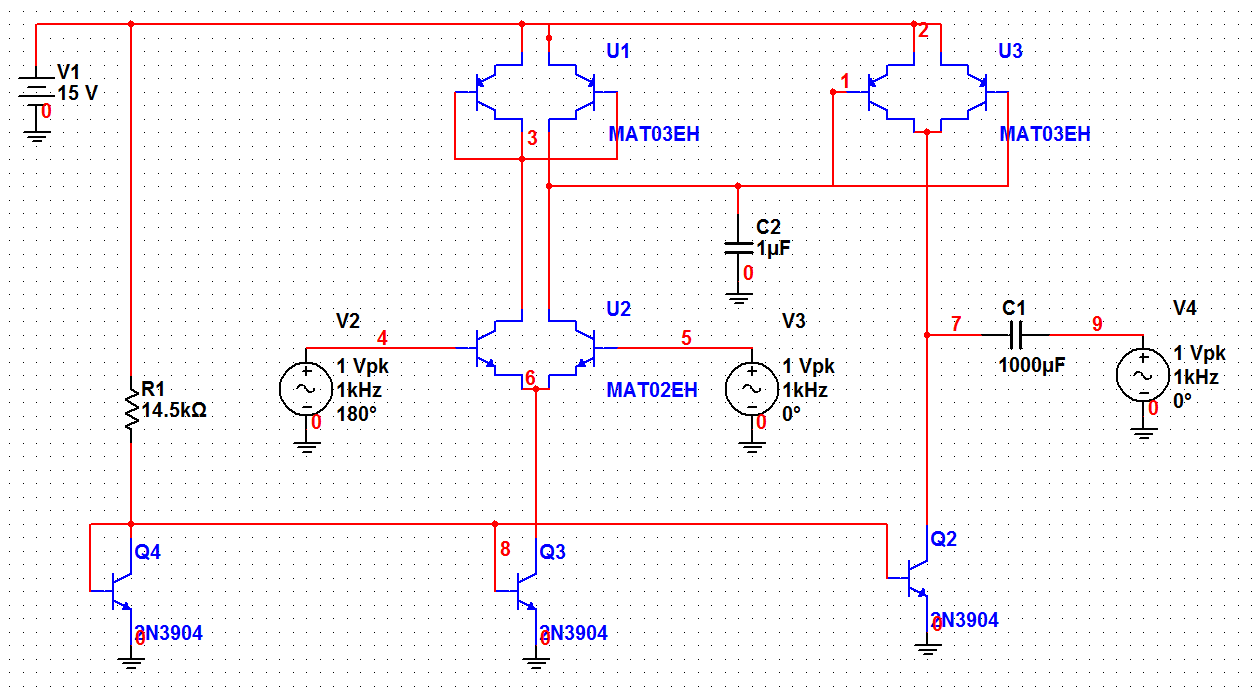 2
U1
U3
V1
15 V
0
1
MAT03EH
MAT03EH
3
C2
1µF
0
U2
V2
4
5
V3
C1
V4
7
9
1 Vpk
1kHz
180°
0
6
MAT02EH
1 Vpk
1kHz
0°
0
1000µF
1 Vpk
1kHz
0°
0
R1
14.5kΩ
Q4
8
Q3
Q2
2N3904
0
2N3904
0
2N3904
0